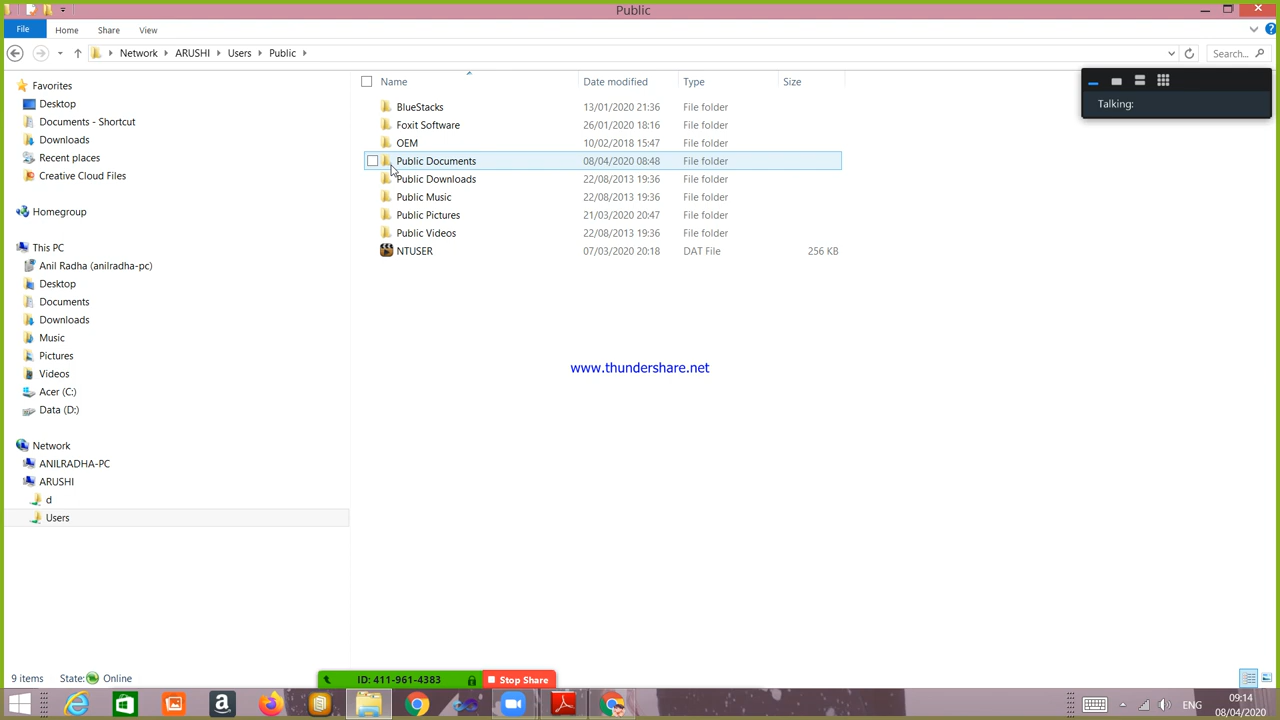 Public
File Home Share View
Network ARUSHI Users Public Search...
Name Date modified Type Size
Talking:
Favorites
Desktop
Documents - Shortcut
Downloads
Recent places
Creative Cloud Files
Homegroup
This PC
Anil Radha (anilradha-pc)
Desktop
Documents
Downloads
Music
Pictures
Videos
Acer (C:)
Data (D:)
Network
ANILRADHA-PC
ARUSHI
d
Users
BlueStacks 13/01/2020 21:36 File folder
Foxit Software 26/01/2020 18:16 File folder
OEM 10/02/2018 15:47 File folder
Public Documents 08/04/2020 08:48 File folder
Public Downloads 22/08/2013 19:36 File folder
Public Music 22/08/2013 19:36 File folder
Public Pictures 21/03/2020 20:47 File folder
Public Videos 22/08/2013 19:36 File folder
NTUSER 07/03/2020 20:18 DAT File 256 KB
www.thundershare.net
9 items State: Online
ID: 411-961-4383 Stop Share
ENG
09:14
08/04/2020